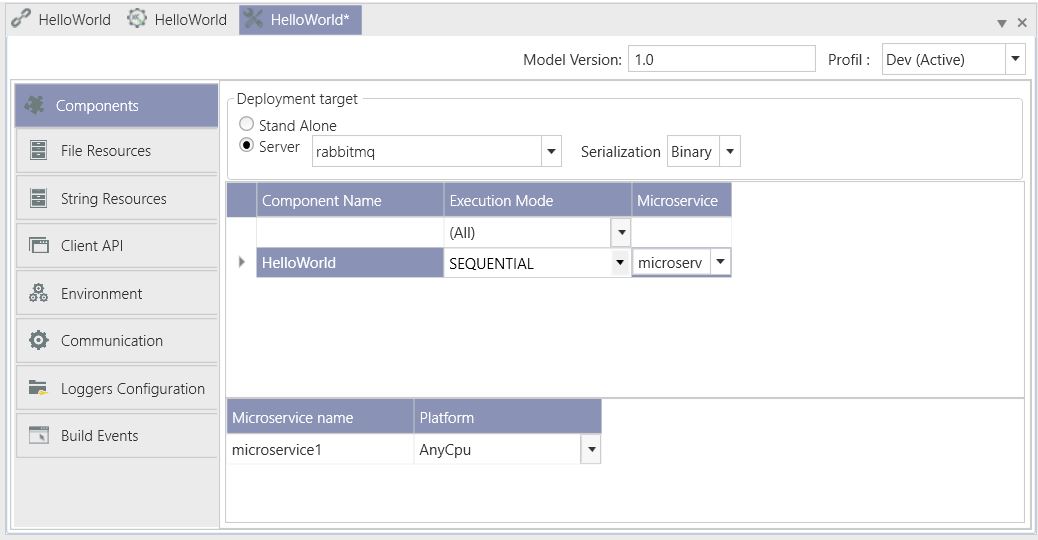 HelloWorld HelloWorld HelloWorld*
Model Version: 1.0 Profil : Dev (Active)
Components
File Resources
String Resources
Client API
Environment
Communication
Loggers Configuration
Build Events
Deployment target
Stand Alone
Server rabbitmq Serialization Binary
Component Name Execution Mode Microservice
(All)
HelloWorld SEQUENTIAL microserv
Microservice name Platform
microservice1 AnyCpu